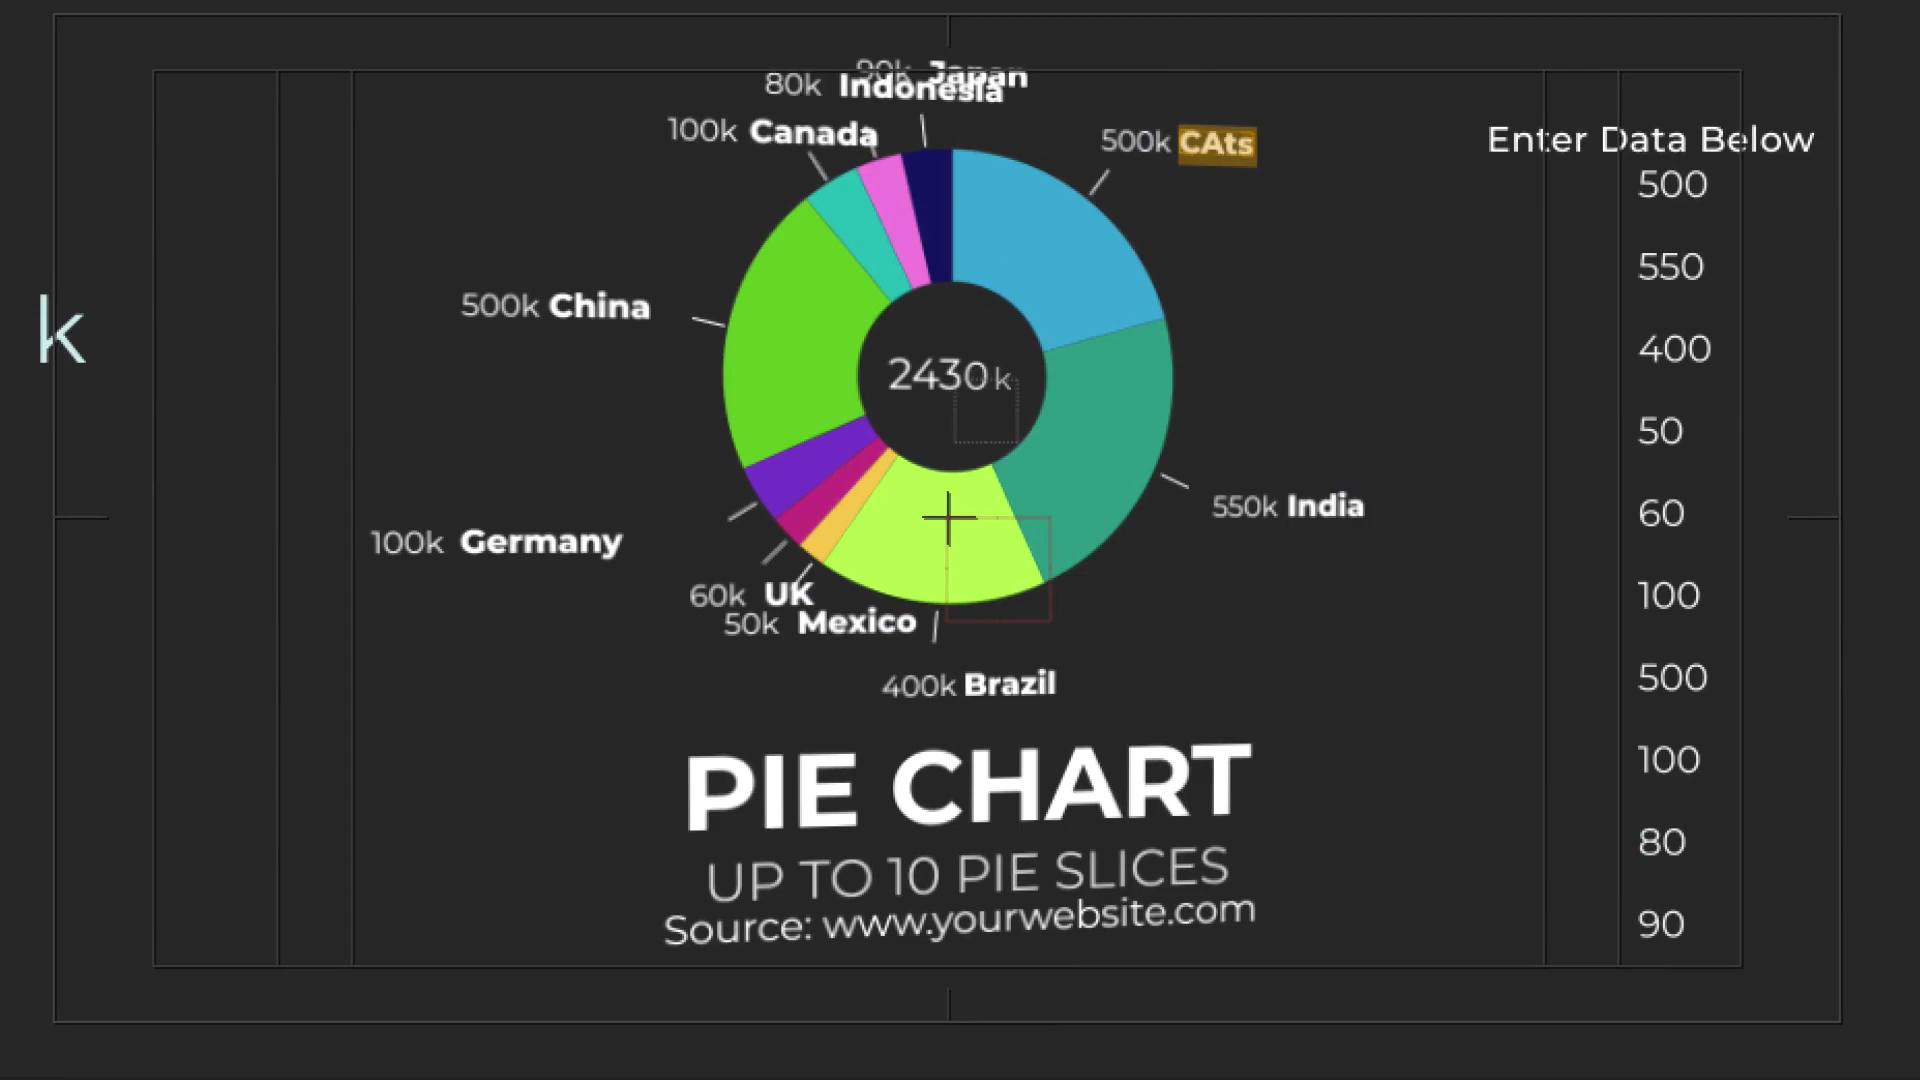 90k Japan
80k Indonesia
100k Canada
500k CAts
Enter Data Below
500
550
400
50
60
100
500
100
80
90
k
500k China
2430 k
550k India
100k Germany
60k UK
50k Mexico
400k Brazil
PIE CHART
UP TO 10 PIE SLICES
Source: www.yourwebsite.com